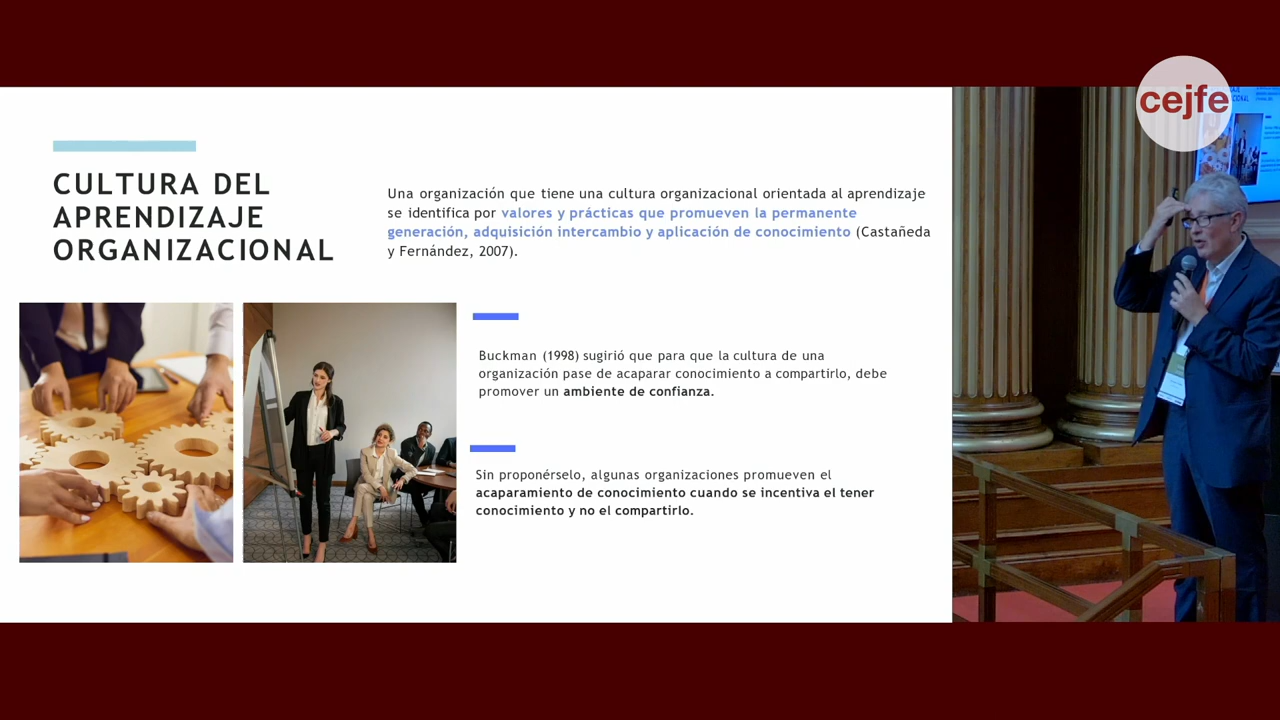 cejfe
CULTURA DEL
APRENDIZAJE
ORGANIZACIONAL
Una organización que tiene una cultura organizacional orientada al aprendizaje
se identifica por valores y prácticas que promueven la permanente
generación, adquisición intercambio y aplicación de conocimiento (Castañeda
y Fernández, 2007).
Buckman (1998) sugirió que para que la cultura de una
organización pase de acaparar conocimiento a compartirlo, debe
promover un ambiente de confianza.
Sin proponérselo, algunas organizaciones promueven el
acaparamiento de conocimiento cuando se incentiva el tener
conocimiento y no el compartirlo.